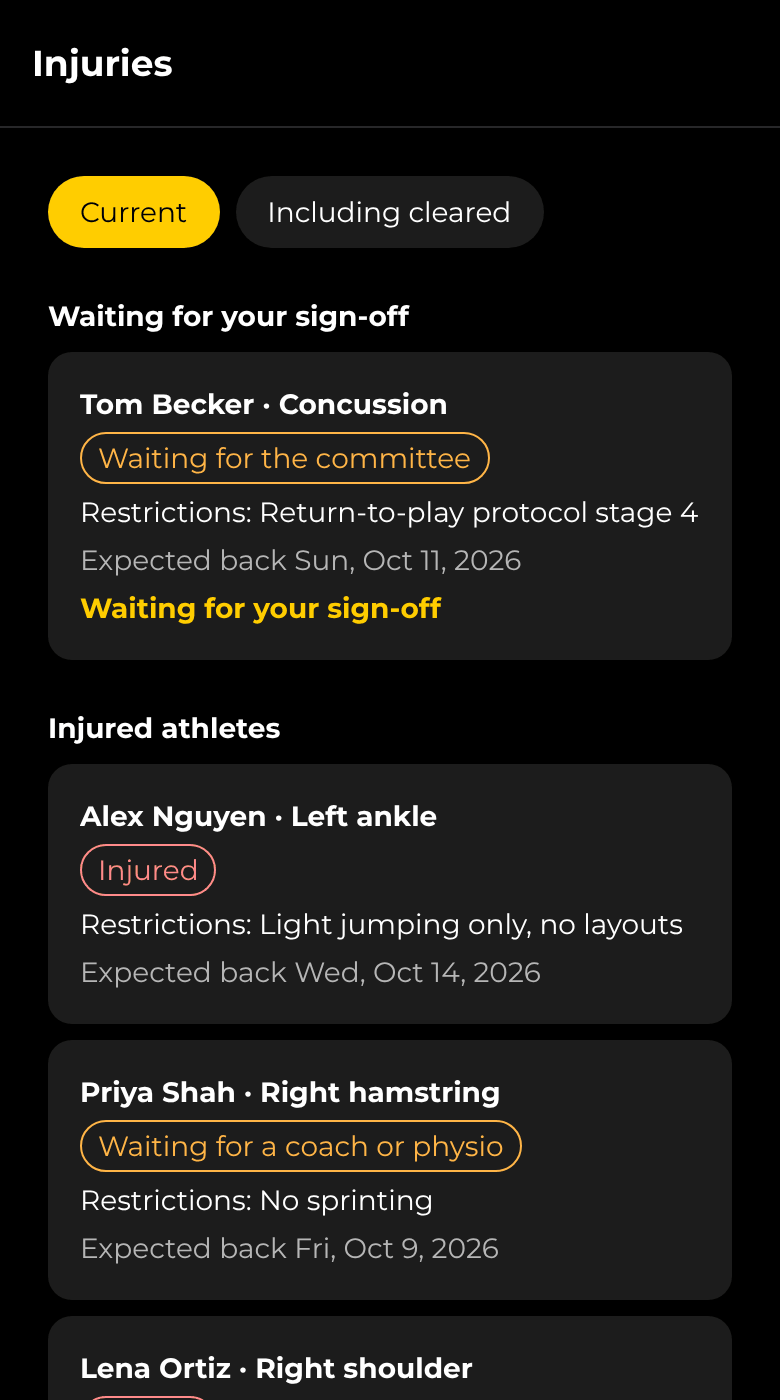 Injuries
Current
Including cleared
Waiting for your sign-off
Tom Becker · Concussion
Waiting for the committee
Restrictions: Return-to-play protocol stage 4
Expected back Sun, Oct 11, 2026
Waiting for your sign-off
Injured athletes
Alex Nguyen · Left ankle
Injured
Restrictions: Light jumping only, no layouts
Expected back Wed, Oct 14, 2026
Priya Shah · Right hamstring
Waiting for a coach or physio
Restrictions: No sprinting
Expected back Fri, Oct 9, 2026
Lena Ortiz · Right shoulder